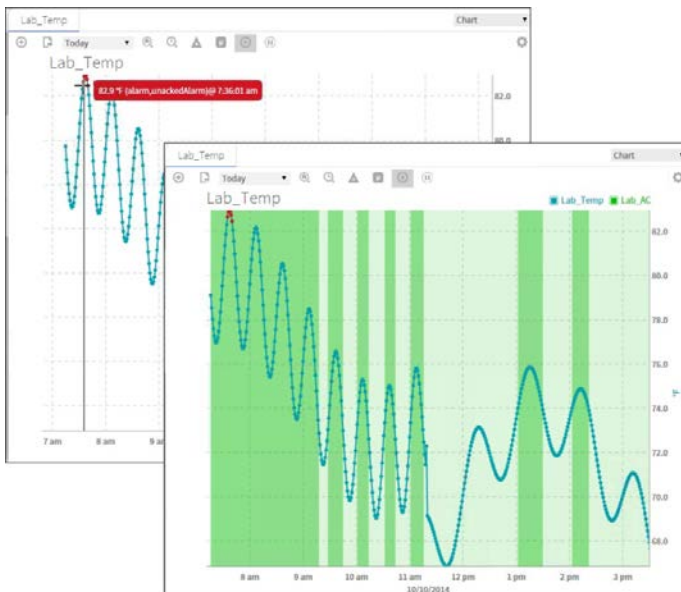 Lab_Temp
Chart
Today
Lab_Temp
82.9 °F (alarm,unackedAlarm)@ 7:36:01 am
82.0
80.0
7 am
8 am
9 a
Lab_Temp
Chart
Today
Lab_Temp
Lab_Temp
Lab_AC
82.0
80.0
78.0
76.0
74.0
72.0
70.0
68.0
°F
8 am
9 am
10 am
11 am
12 pm
1 pm
2 pm
3 pm
10/10/2014